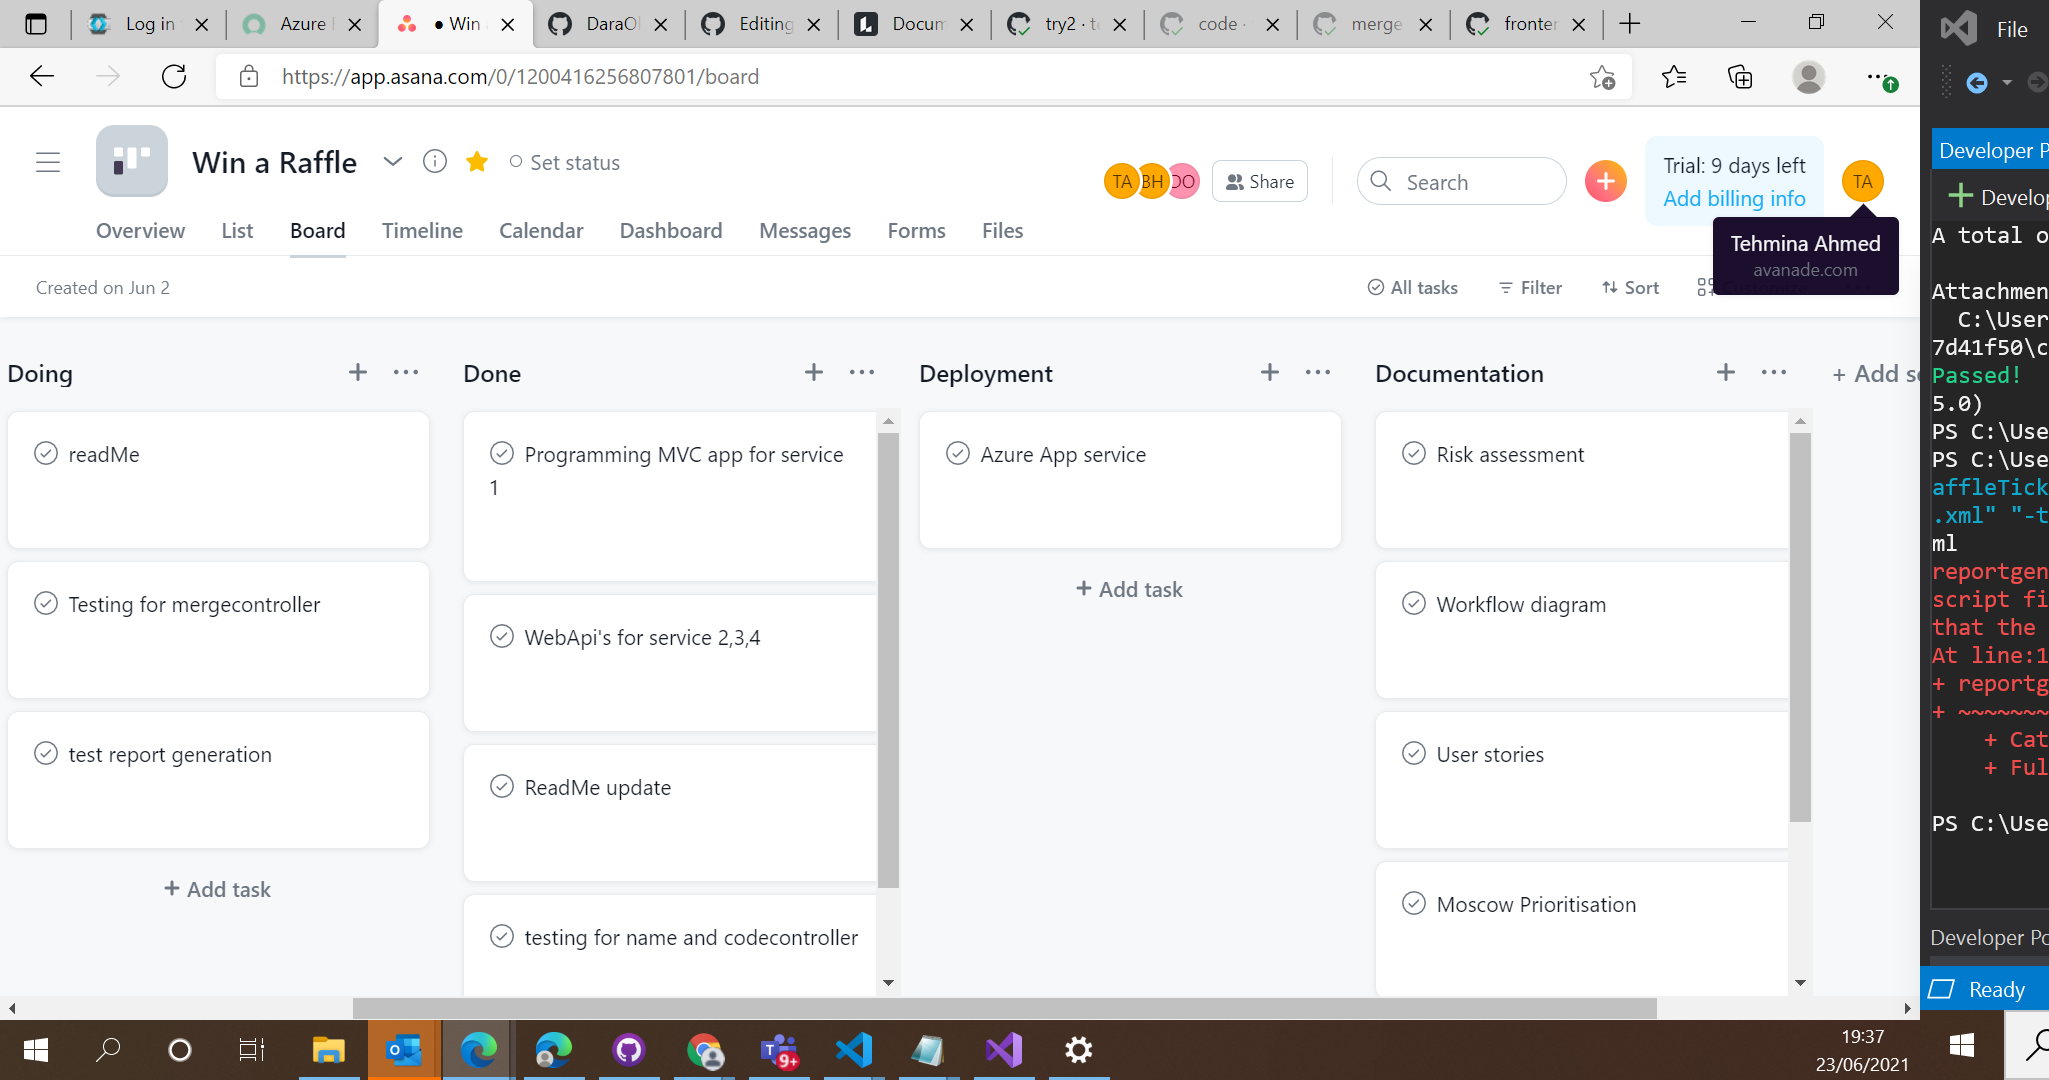 Log in
Azure
Win
DaraO
Editing
Docum
try2 · t
code ·
merge
fronter
File
https://app.asana.com/0/1200416256807801/board
Win a Raffle
Set status
TA
BH
DO
Share
Search
Trial: 9 days left
Add billing info
TA
Developer P
Overview
List
Board
Timeline
Calendar
Dashboard
Messages
Forms
Files
Tehmina Ahmed
avanade.com
Created on Jun 2
All tasks
Filter
Sort
Doing
readMe
Testing for mergecontroller
test report generation
+ Add task
Done
Programming MVC app for service
1
WebApi's for service 2,3,4
ReadMe update
testing for name and codecontroller
Deployment
Azure App service
+ Add task
Documentation
Risk assessment
Workflow diagram
User stories
Moscow Prioritisation
+ Add se
+ Develop
A total o
Attachmen
C:\User
7d41f50\c
Passed!
5.0)
PS C:\Use
PS C:\Use
affleTick
.xml" "-t
ml
reportgen
script fi
that the
At line:1
+ reportg
+ ~~~~~~~
+ Cat
+ Ful
PS C:\Use
Developer Po
Ready
9+
19:37
23/06/2021